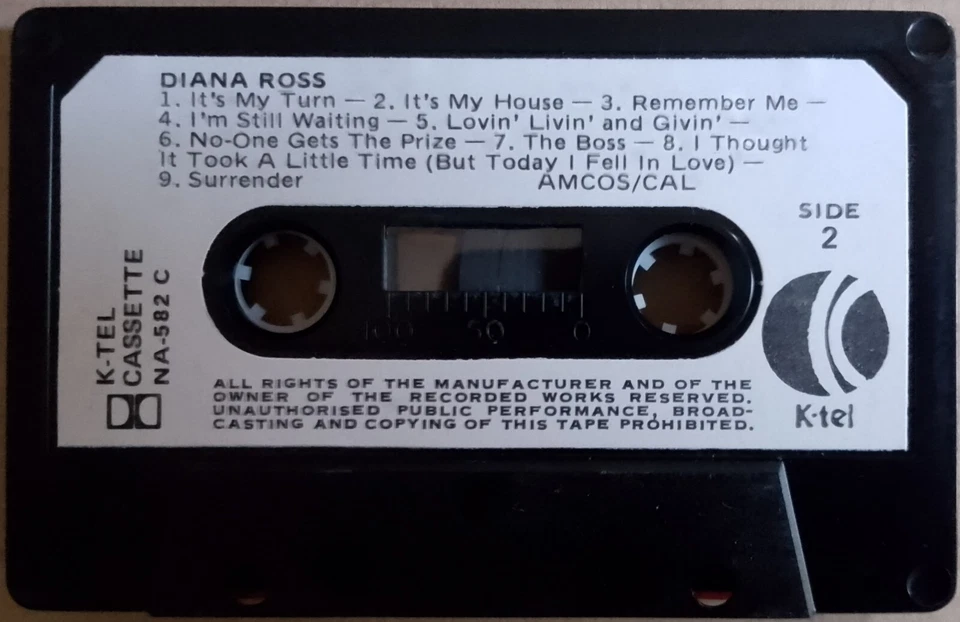 DIANA ROSS
1. It's My Turn — 2. It's My House — 3. Remember Me —
4. I'm Still Waiting — 5. Lovin' Livin' and Givin' —
6. No-One Gets The Prize — 7. The Boss — 8. I Thought
It Took A Little Time (But Today I Fell In Love) —
9. Surrender AMCOS/CAL
SIDE
2
K-TEL
CASSETTE
NA-582 C
100 50 0
K-tel
ALL RIGHTS OF THE MANUFACTURER AND OF THE
OWNER OF THE RECORDED WORKS RESERVED.
UNAUTHORISED PUBLIC PERFORMANCE, BROAD-
CASTING AND COPYING OF THIS TAPE PROHIBITED.